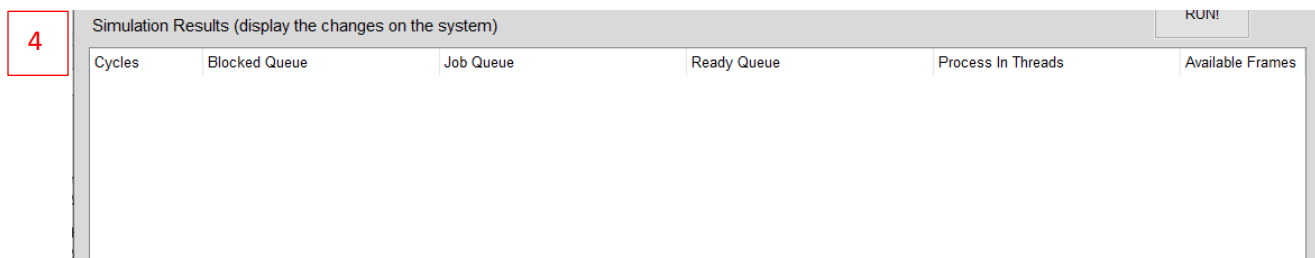 4
Simulation Results (display the changes on the system)
RUN!
Cycles Blocked Queue Job Queue Ready Queue Process In Threads Available Frames